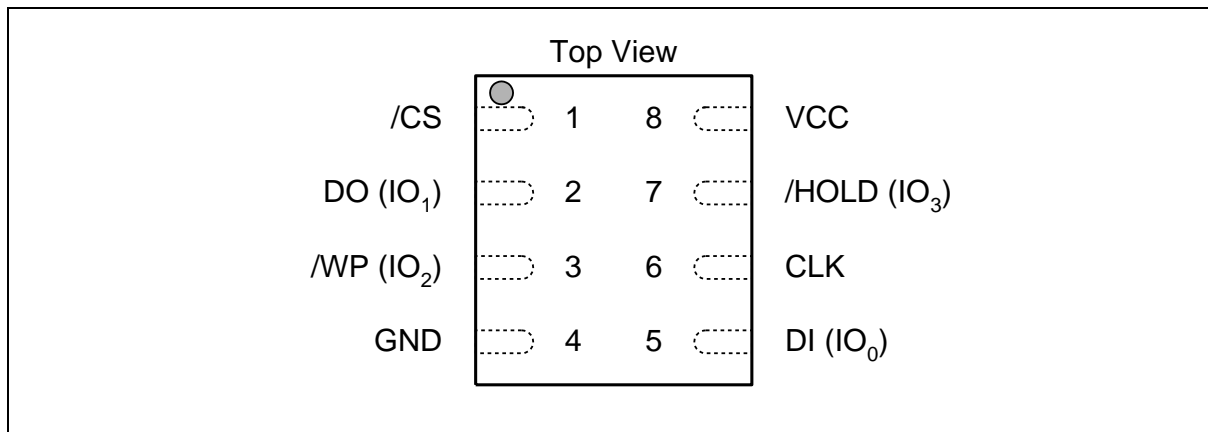 Top View
/CS 1 8 VCC
DO (IO₁) 2 7 /HOLD (IO₃)
/WP (IO₂) 3 6 CLK
GND 4 5 DI (IO₀)